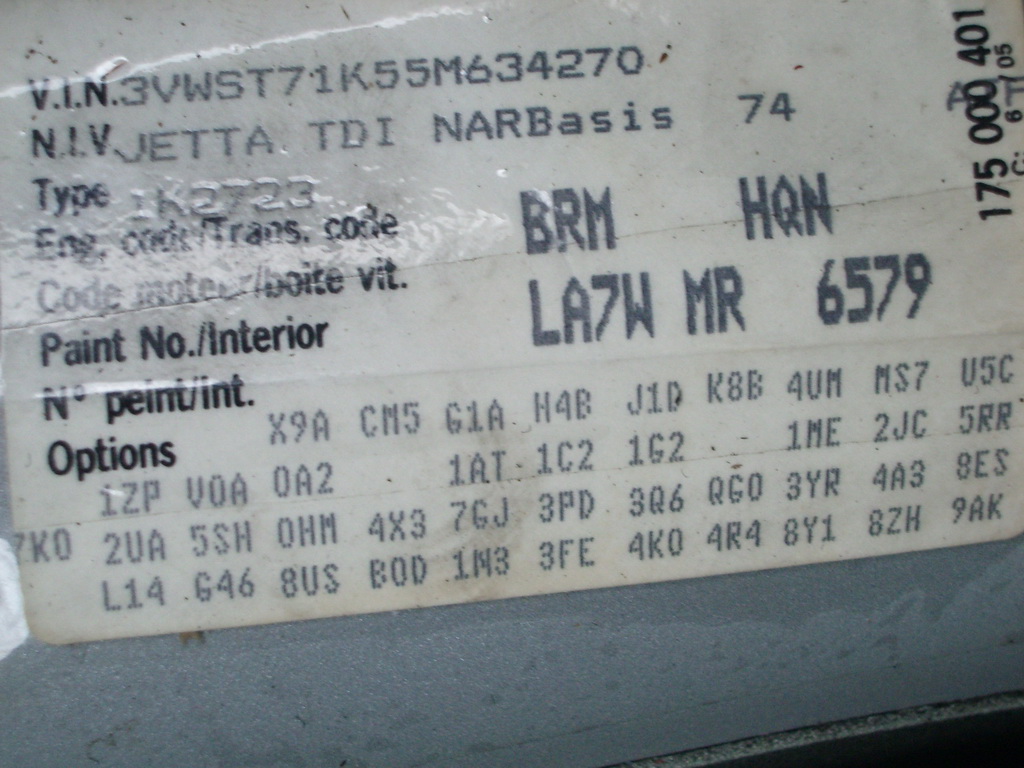 V.I.N. 3VWST71K55M634270
N.I.V. JETTA TDI NARBasis 74
Type 1K2723
Eng. code/Trans. code BRM HQN
Code moteur/boite vit.
Paint No./Interior LA7W MR 6579
N° peint/int.
Options X9A CM5 G1A H4B J1D K8B 4UM MS7 U5C
1ZP V0A 0A2 1AT 1C2 1G2 1ME 2JC 5RR
7K0 2UA 5SH 0HM 4X3 7GJ 3PD 3Q6 QG0 3YR 4A3 8ES
L14 G46 8US B0D 1N3 3FE 4K0 4R4 8Y1 8ZH 9AK
175 000 401